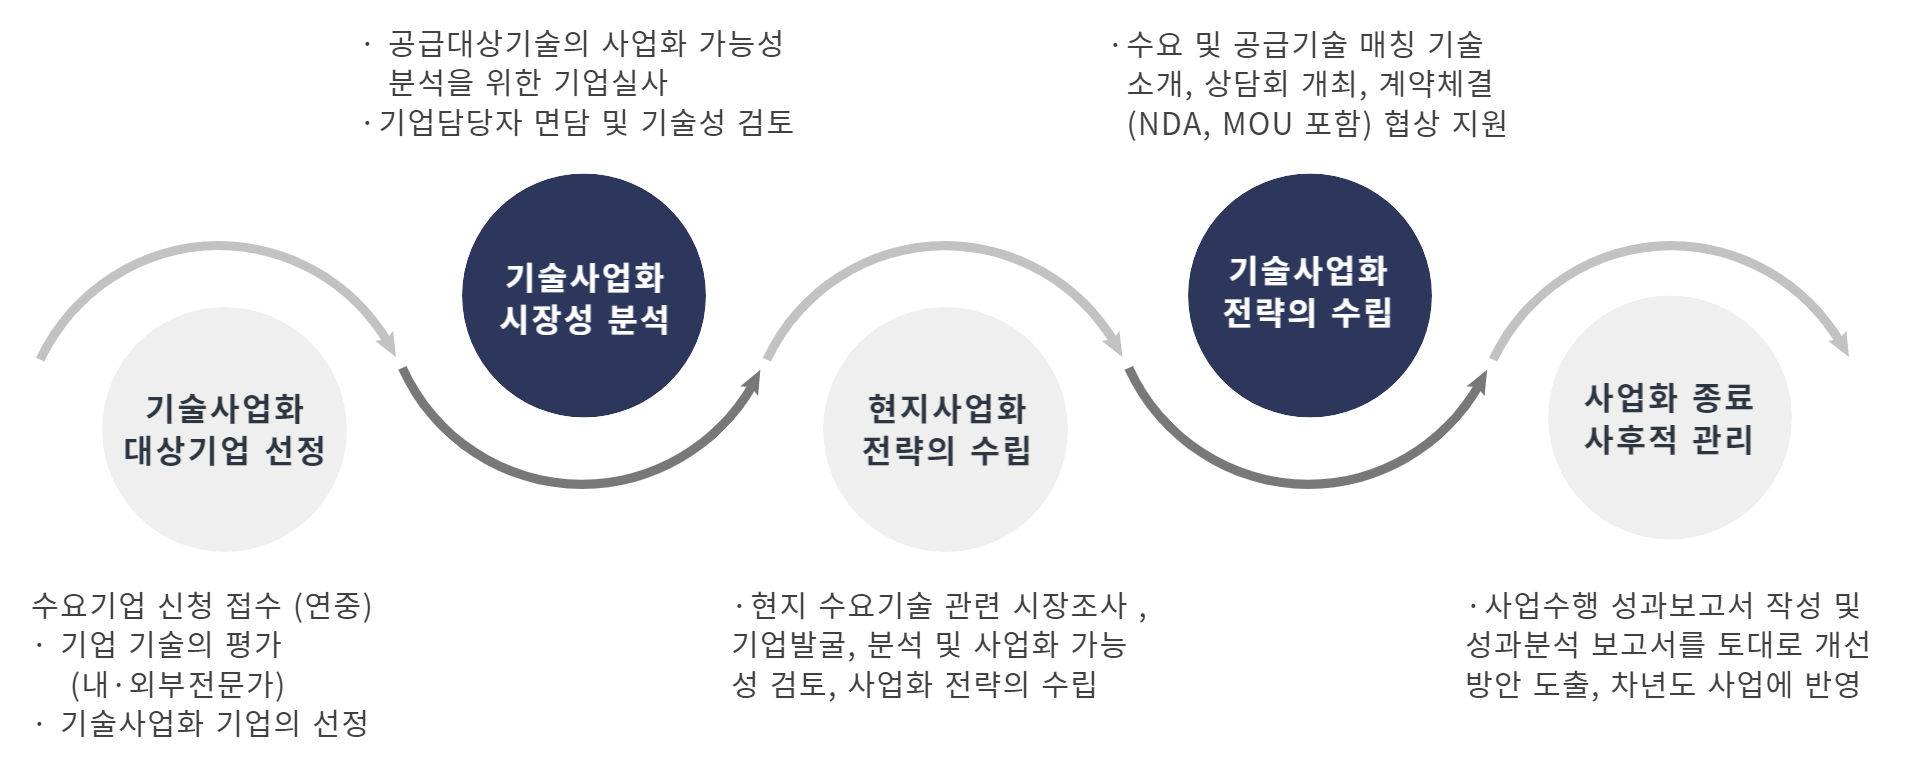 · 공급대상기술의 사업화 가능성
분석을 위한 기업실사
· 기업담당자 면담 및 기술성 검토
· 수요 및 공급기술 매칭 기술
소개, 상담회 개최, 계약체결
(NDA, MOU 포함) 협상 지원
기술사업화
대상기업 선정
기술사업화
시장성 분석
현지사업화
전략의 수립
기술사업화
전략의 수립
사업화 종료
사후적 관리
수요기업 신청 접수 (연중)
· 기업 기술의 평가
(내·외부전문가)
· 기술사업화 기업의 선정
· 현지 수요기술 관련 시장조사 ,
기업발굴, 분석 및 사업화 가능
성 검토, 사업화 전략의 수립
· 사업수행 성과보고서 작성 및
성과분석 보고서를 토대로 개선
방안 도출, 차년도 사업에 반영